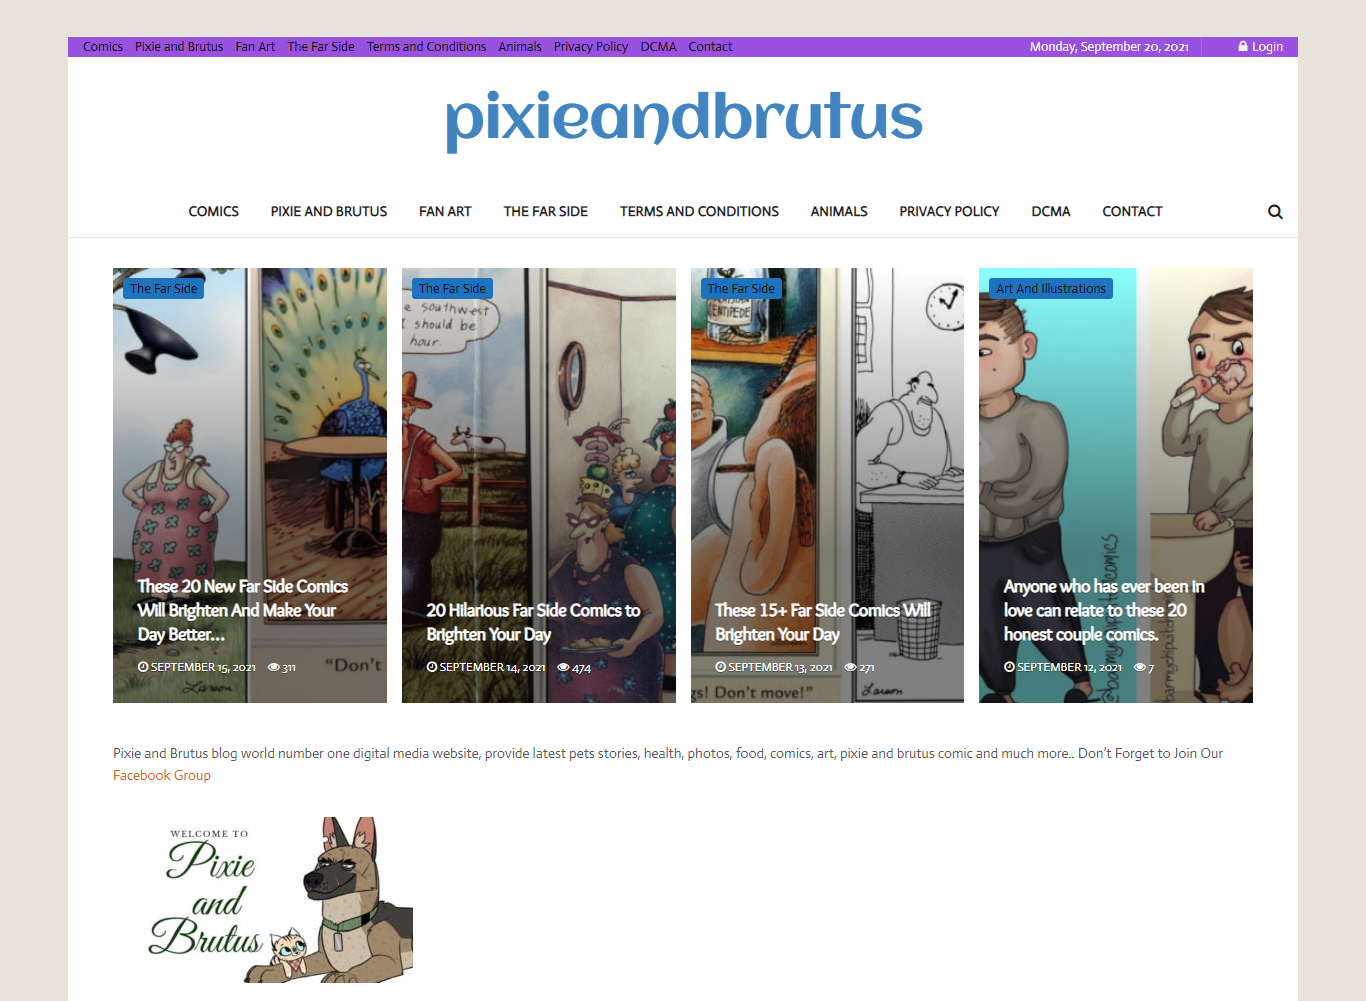 Comics Pixie and Brutus Fan Art The Far Side Terms and Conditions Animals Privacy Policy DCMA Contact Monday, September 20, 2021 Login
pixieandbrutus
COMICS PIXIE AND BRUTUS FAN ART THE FAR SIDE TERMS AND CONDITIONS ANIMALS PRIVACY POLICY DCMA CONTACT
The Far Side
These 20 New Far Side Comics
Will Brighten And Make Your
Day Better...
SEPTEMBER 15, 2021 311
"Don't
Larson
The Far Side
e southwest
I should be
hour.
20 Hilarious Far Side Comics to
Brighten Your Day
SEPTEMBER 14, 2021 474
The Far Side
CENTIPEDE
These 15+ Far Side Comics Will
Brighten Your Day
SEPTEMBER 13, 2021 271
gs! Don't move!"
Larson
Art And Illustrations
Anyone who has ever been in
love can relate to these 20
honest couple comics.
SEPTEMBER 12, 2021 7
Pixie and Brutus blog world number one digital media website, provide latest pets stories, health, photos, food, comics, art, pixie and brutus comic and much more.. Don't Forget to Join Our
Facebook Group
WELCOME TO
Pixie
and
Brutus